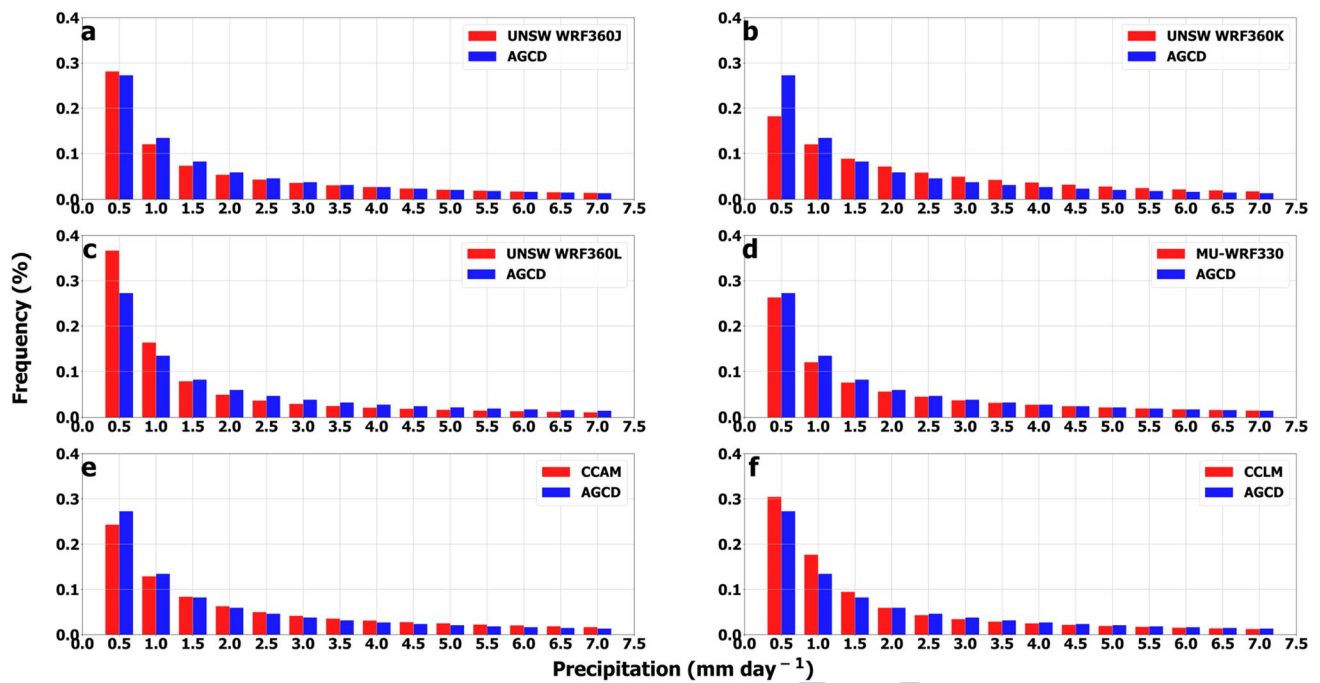 a
UNSW WRF360J
AGCD
0.4
0.3
0.2
0.1
0.0
0.0 0.5 1.0 1.5 2.0 2.5 3.0 3.5 4.0 4.5 5.0 5.5 6.0 6.5 7.0 7.5
b
UNSW WRF360K
AGCD
0.4
0.3
0.2
0.1
0.0
0.0 0.5 1.0 1.5 2.0 2.5 3.0 3.5 4.0 4.5 5.0 5.5 6.0 6.5 7.0 7.5
Frequency (%)
c
UNSW WRF360L
AGCD
0.4
0.3
0.2
0.1
0.0
0.0 0.5 1.0 1.5 2.0 2.5 3.0 3.5 4.0 4.5 5.0 5.5 6.0 6.5 7.0 7.5
d
MU-WRF330
AGCD
0.4
0.3
0.2
0.1
0.0
0.0 0.5 1.0 1.5 2.0 2.5 3.0 3.5 4.0 4.5 5.0 5.5 6.0 6.5 7.0 7.5
e
CCAM
AGCD
0.4
0.3
0.2
0.1
0.0
0.0 0.5 1.0 1.5 2.0 2.5 3.0 3.5 4.0 4.5 5.0 5.5 6.0 6.5 7.0 7.5
f
CCLM
AGCD
0.4
0.3
0.2
0.1
0.0
0.0 0.5 1.0 1.5 2.0 2.5 3.0 3.5 4.0 4.5 5.0 5.5 6.0 6.5 7.0 7.5
Precipitation (mm day⁻¹)